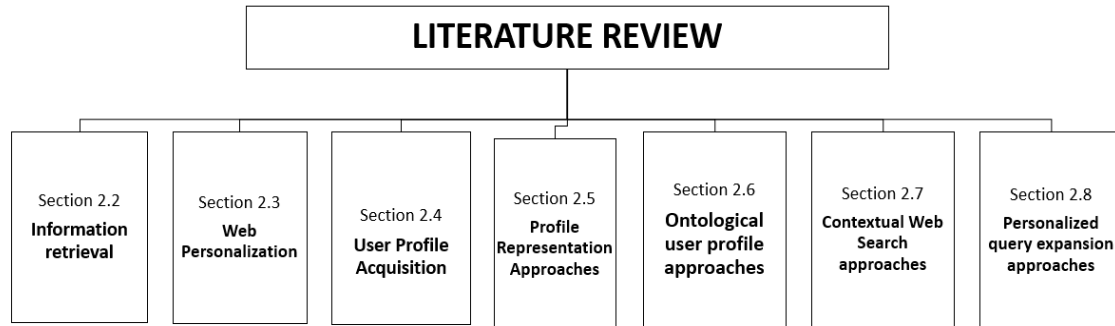 LITERATURE REVIEW
Section 2.2
Information
retrieval
Section 2.3
Web
Personalization
Section 2.4
User Profile
Acquisition
Section 2.5
Profile
Representation
Approaches
Section 2.6
Ontological
user profile
approaches
Section 2.7
Contextual Web
Search
approaches
Section 2.8
Personalized
query expansion
approaches